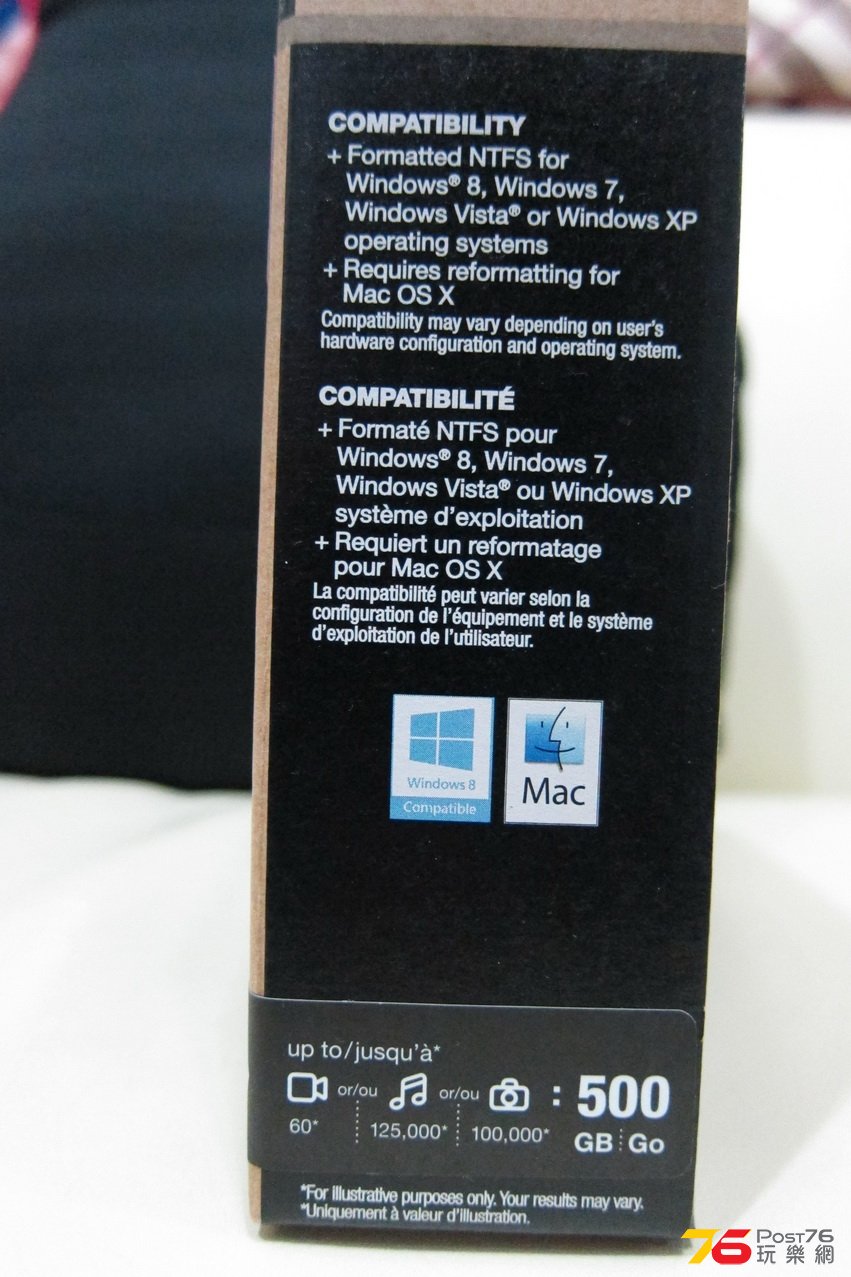 COMPATIBILITY
+ Formatted NTFS for
Windows® 8, Windows 7,
Windows Vista® or Windows XP
operating systems
+ Requires reformatting for
Mac OS X
Compatibility may vary depending on user's
hardware configuration and operating system.
COMPATIBILITÉ
+ Formaté NTFS pour
Windows® 8, Windows 7,
Windows Vista® ou Windows XP
système d'exploitation
+ Requiert un reformatage
pour Mac OS X
La compatibilité peut varier selon la
configuration de l'équipement et le système
d'exploitation de l'utilisateur.
Windows 8
Compatible
Mac
up to/jusqu'à*
or/ou or/ou : 500
60* 125,000* 100,000* GB Go
*For illustrative purposes only. Your results may vary.
*Uniquement à valeur d'illustration.
76 POST76
玩樂網